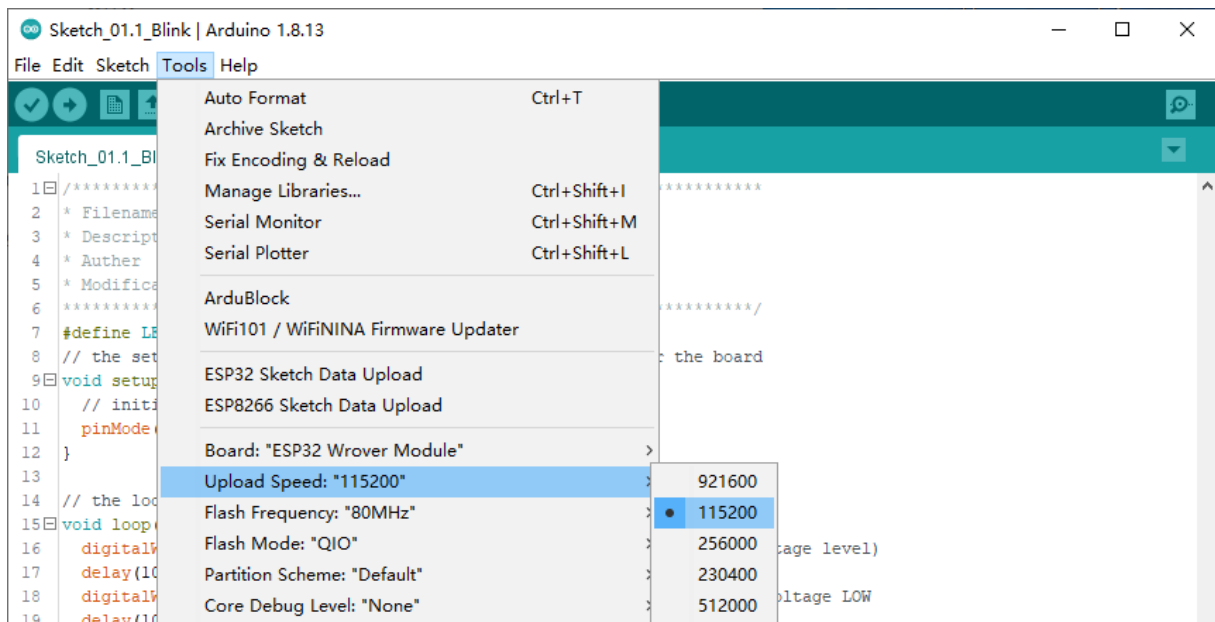 Sketch_01.1_Blink | Arduino 1.8.13
File Edit Sketch Tools Help
Sketch_01.1_Bl
Auto Format Ctrl+T
Archive Sketch
Fix Encoding & Reload
Manage Libraries... Ctrl+Shift+I
Serial Monitor Ctrl+Shift+M
Serial Plotter Ctrl+Shift+L
ArduBlock
WiFi101 / WiFiNINA Firmware Updater
ESP32 Sketch Data Upload
ESP8266 Sketch Data Upload
Board: "ESP32 Wrover Module"
Upload Speed: "115200"
Flash Frequency: "80MHz"
Flash Mode: "QIO"
Partition Scheme: "Default"
Core Debug Level: "None"
921600
115200
256000
230400
512000
1 /********* ***********
2 * Filename
3 * Descript
4 * Auther
5 * Modifica
6 ********** **********/
7 #define LE
8 // the set r the board
9 void setup
10 // initi
11 pinMode(
12 }
13
14 // the loo
15 void loop(
16 digitalW tage level)
17 delay(10
18 digitalW oltage LOW
19 delay(10